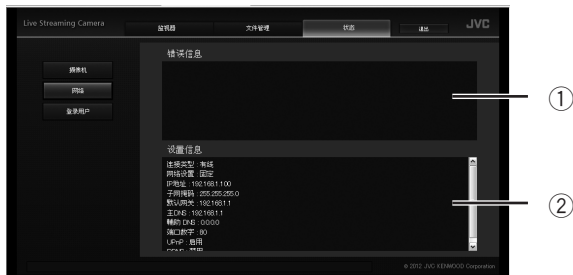 Live Streaming Camera
监视器 文件管理 状态 退出 JVC
错误信息
摄像机
网络
登录用户
①
设置信息
连接类型 : 有线
网络设置 : 固定
IP地址 : 192.168.1.100
子网掩码 : 255.255.255.0
默认网关 : 192.168.1.1
主DNS : 192.168.1.1
辅助 DNS : 0.0.0.0
端口数字 : 80
UPnP : 启用
②
© 2012 JVC KENWOOD Corporation